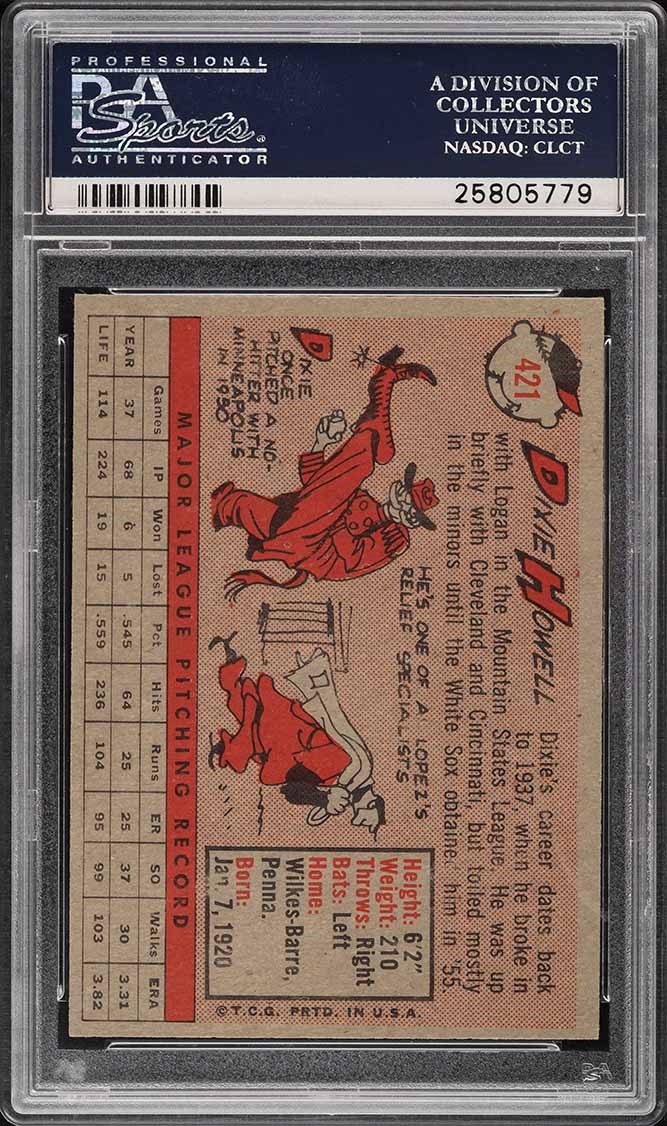 PROFESSIONAL
PSA
Sports®
AUTHENTICATOR
A DIVISION OF
COLLECTORS
UNIVERSE
NASDAQ: CLCT
25805779
421
DIXIE HOWELL
Dixie's career dates back
to 1937, when he broke in
with Logan in the Mountain States League. He was up
briefly with Cleveland and Cincinnati, but toiled mostly
in the minors until the White Sox obtained him in '55.
DIXIE
ONCE
PITCHED A NO-
HITTER WITH
MINNEAPOLIS
IN 1950
HE'S ONE OF A LOPEZ'S
RELIEF SPECIALISTS
Height: 6'2"
Weight: 210
Throws: Right
Bats: Left
Home:
Wilkes-Barre,
Penna.
Born:
Jan. 7, 1920
©T.C.G. PRTD. IN U.S.A.
MAJOR LEAGUE PITCHING RECORD
Games IP Won Lost Pct Hits Runs ER SO Walks ERA
YEAR 37 68 6 5 .545 64 25 25 37 30 3.31
LIFE 114 224 19 15 .559 236 104 95 99 103 3.82
PSA